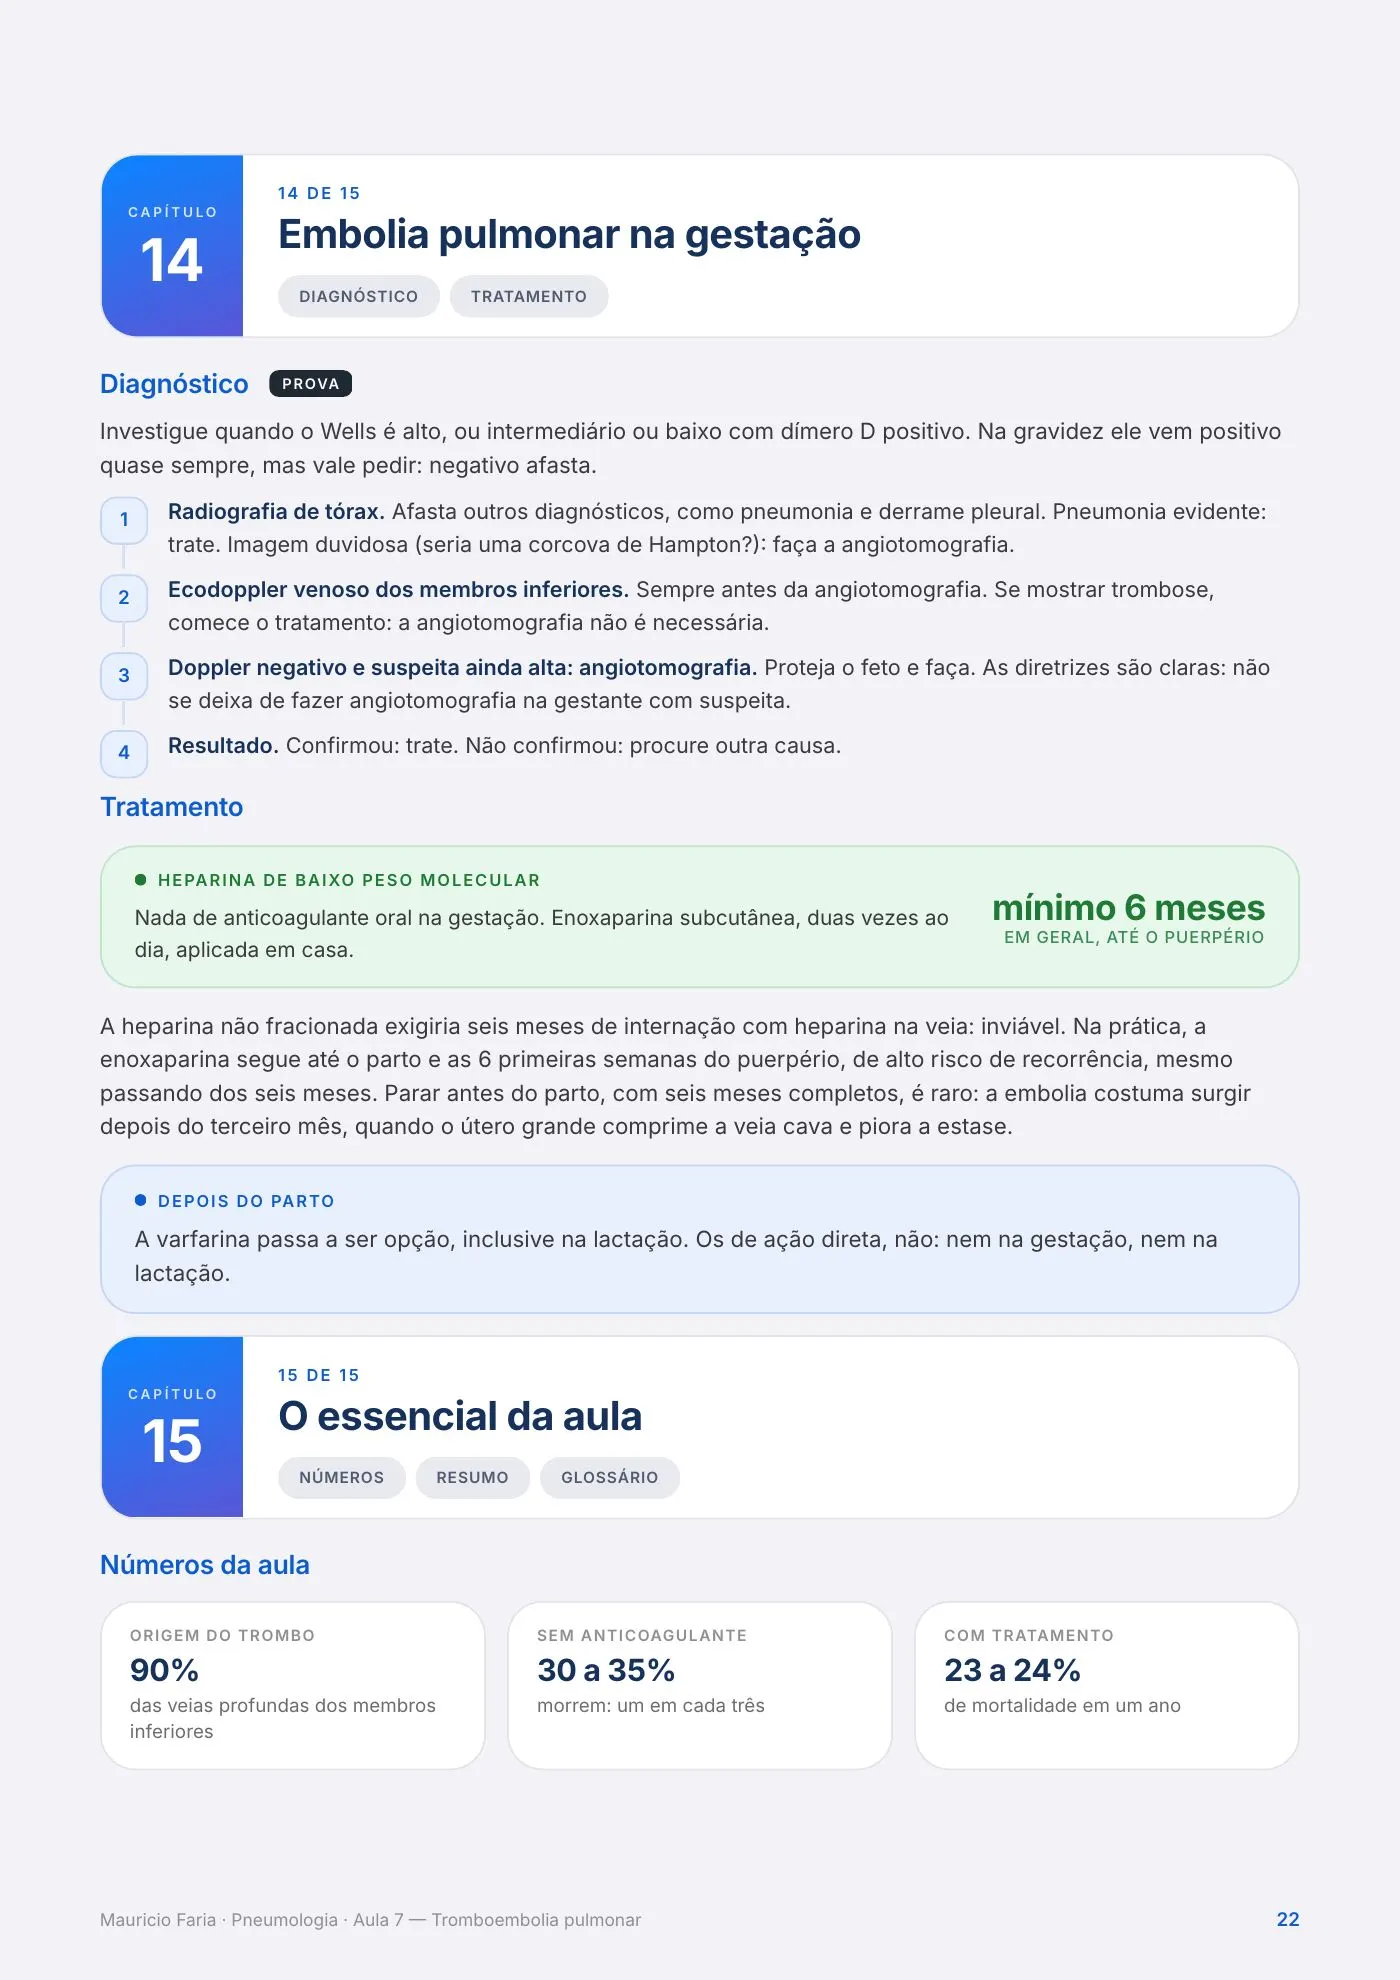 CAPÍTULO
14
14 DE 15
Embolia pulmonar na gestação
DIAGNÓSTICO TRATAMENTO
Diagnóstico PROVA
Investigue quando o Wells é alto, ou intermediário ou baixo com dímero D positivo. Na gravidez ele vem positivo
quase sempre, mas vale pedir: negativo afasta.
1 Radiografia de tórax. Afasta outros diagnósticos, como pneumonia e derrame pleural. Pneumonia evidente:
trate. Imagem duvidosa (seria uma corcova de Hampton?): faça a angiotomografia.
2 Ecodoppler venoso dos membros inferiores. Sempre antes da angiotomografia. Se mostrar trombose,
comece o tratamento: a angiotomografia não é necessária.
3 Doppler negativo e suspeita ainda alta: angiotomografia. Proteja o feto e faça. As diretrizes são claras: não
se deixa de fazer angiotomografia na gestante com suspeita.
4 Resultado. Confirmou: trate. Não confirmou: procure outra causa.
Tratamento
HEPARINA DE BAIXO PESO MOLECULAR
Nada de anticoagulante oral na gestação. Enoxaparina subcutânea, duas vezes ao
dia, aplicada em casa.
mínimo 6 meses
EM GERAL, ATÉ O PUERPÉRIO
A heparina não fracionada exigiria seis meses de internação com heparina na veia: inviável. Na prática, a
enoxaparina segue até o parto e as 6 primeiras semanas do puerpério, de alto risco de recorrência, mesmo
passando dos seis meses. Parar antes do parto, com seis meses completos, é raro: a embolia costuma surgir
depois do terceiro mês, quando o útero grande comprime a veia cava e piora a estase.
DEPOIS DO PARTO
A varfarina passa a ser opção, inclusive na lactação. Os de ação direta, não: nem na gestação, nem na
lactação.
CAPÍTULO
15
15 DE 15
O essencial da aula
NÚMEROS RESUMO GLOSSÁRIO
Números da aula
ORIGEM DO TROMBO
90%
das veias profundas dos membros
inferiores
SEM ANTICOAGULANTE
30 a 35%
morrem: um em cada três
COM TRATAMENTO
23 a 24%
de mortalidade em um ano
Mauricio Faria · Pneumologia · Aula 7 — Tromboembolia pulmonar
22